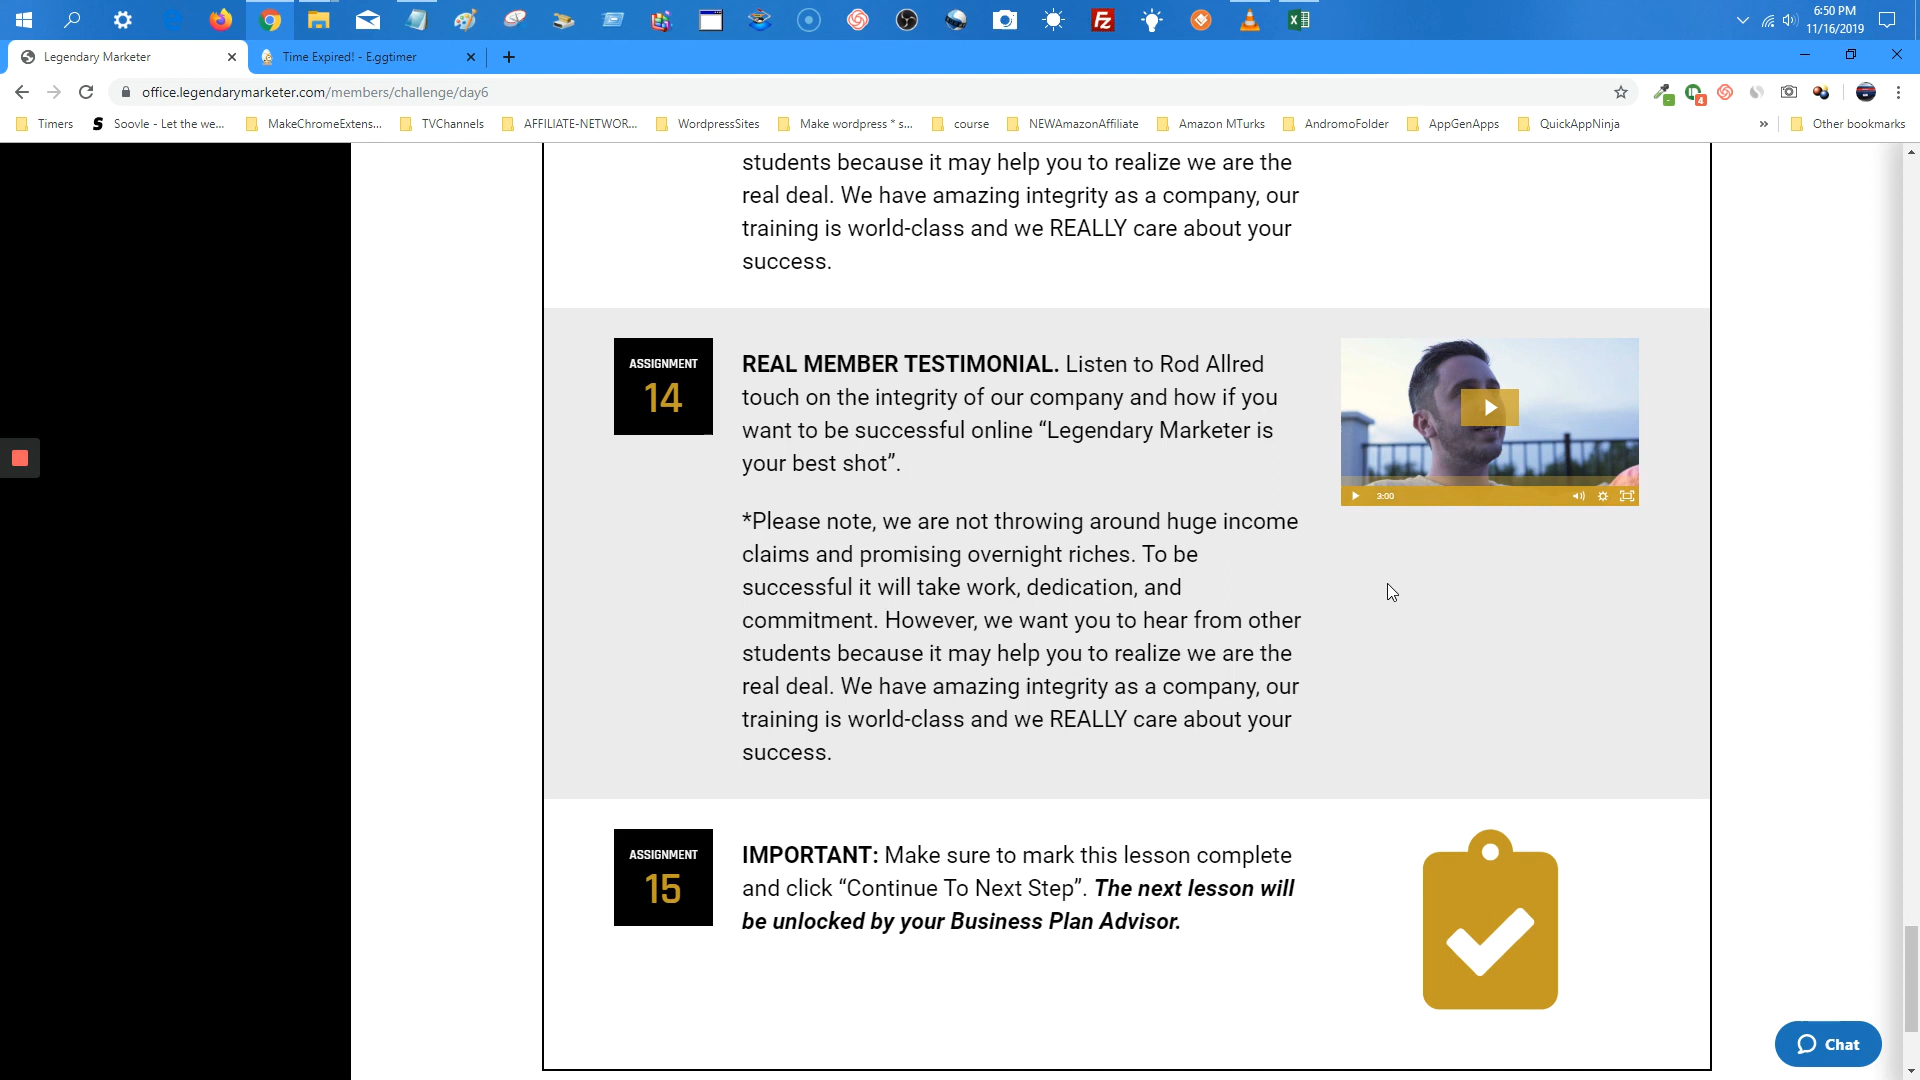 6:50 PM
11/16/2019
Legendary Marketer
Time Expired! - E.ggtimer
office.legendarymarketer.com/members/challenge/day6
4
Timers
Soovle - Let the we...
MakeChromeExtens...
TVChannels
AFFILIATE-NETWOR...
WordpressSites
Make wordpress * s...
course
NEWAmazonAffiliate
Amazon MTurks
AndromoFolder
AppGenApps
QuickAppNinja
»
Other bookmarks
students because it may help you to realize we are the
real deal. We have amazing integrity as a company, our
training is world-class and we REALLY care about your
success.
ASSIGNMENT
14
REAL MEMBER TESTIMONIAL. Listen to Rod Allred
touch on the integrity of our company and how if you
want to be successful online “Legendary Marketer is
your best shot”.
3:00
*Please note, we are not throwing around huge income
claims and promising overnight riches. To be
successful it will take work, dedication, and
commitment. However, we want you to hear from other
students because it may help you to realize we are the
real deal. We have amazing integrity as a company, our
training is world-class and we REALLY care about your
success.
ASSIGNMENT
15
IMPORTANT: Make sure to mark this lesson complete
and click “Continue To Next Step”. The next lesson will
be unlocked by your Business Plan Advisor.
Chat